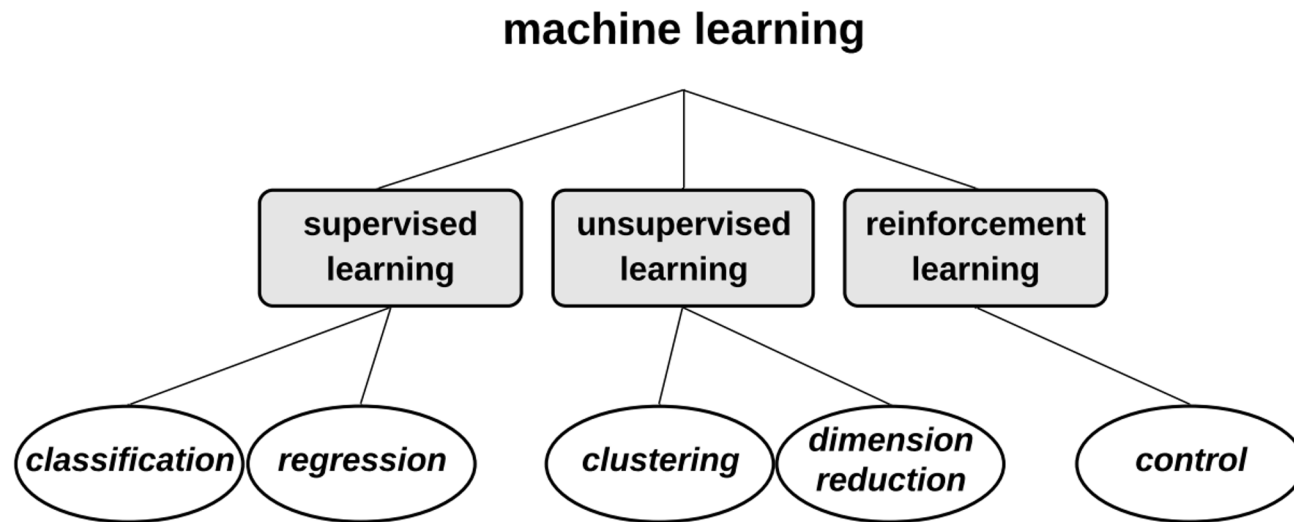 machine learning
supervised
learning
unsupervised
learning
reinforcement
learning
classification
regression
clustering
dimension
reduction
control